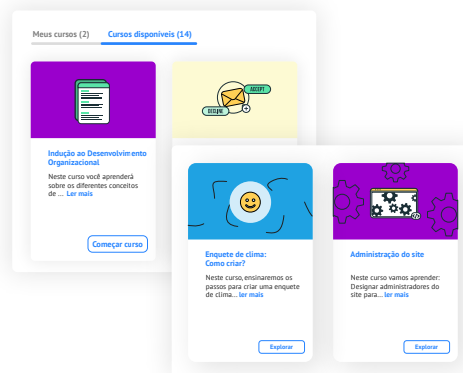 Meus cursos (2)
Cursos disponíveis (14)
ACCEPT
DECLINE
Indução ao Desenvolvimento
Organizacional
Neste curso você aprenderá
sobre os diferentes conceitos
de ... Ler mais
Começar curso
Enquete de clima:
Como criar?
Neste curso, ensinaremos os
passos para criar uma enquete
de clima... ler mais
Explorar
Administração do site
Neste curso vamos aprender:
Designar administradores do
site para... ler mais
Explorar